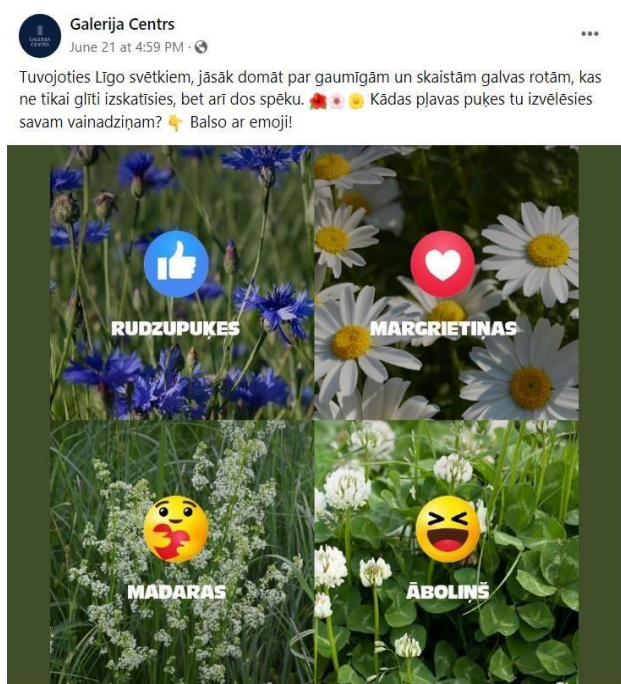 Galerija Centrs
June 21 at 4:59 PM ·
GALERIJA
CENTRS
Tuvojoties Līgo svētkiem, jāsāk domāt par gaumīgām un skaistām galvas rotām, kas
ne tikai glīti izskatīsies, bet arī dos spēku. 🌺🌸🌼 Kādas pļavas puķes tu izvēlēsies
savam vainadziņam? 👇 Balso ar emoji!
RUDZUPUĶES
MARGRIETIŅAS
MADARAS
ĀBOLIŅŠ